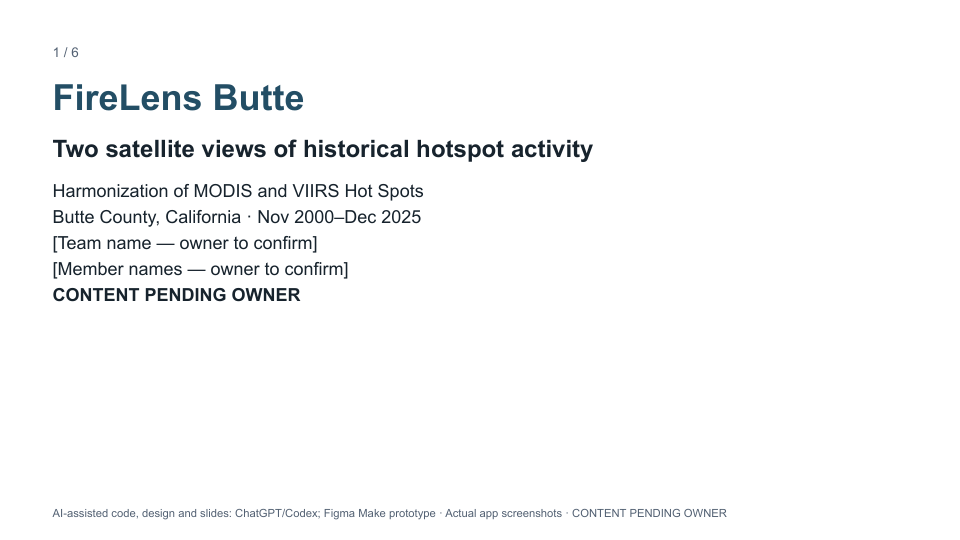 1 / 6
FireLens Butte
Two satellite views of historical hotspot activity
Harmonization of MODIS and VIIRS Hot Spots
Butte County, California · Nov 2000–Dec 2025
[Team name — owner to confirm]
[Member names — owner to confirm]
CONTENT PENDING OWNER
AI-assisted code, design and slides: ChatGPT/Codex; Figma Make prototype · Actual app screenshots · CONTENT PENDING OWNER